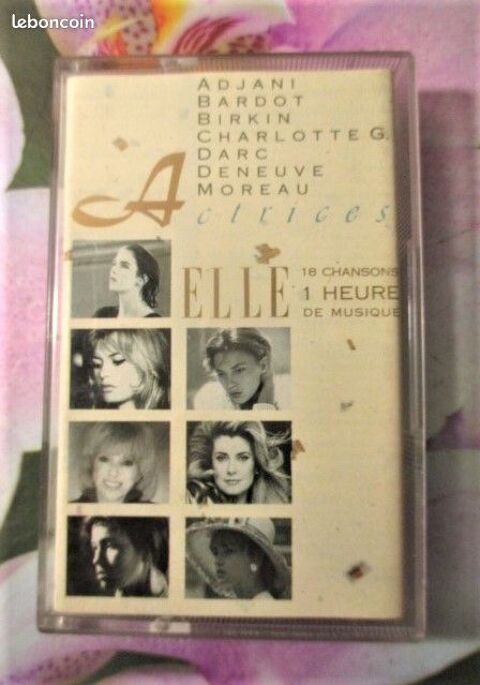 leboncoin
ADJANI
BARDOT
BIRKIN
CHARLOTTE G.
DARC
DENEUVE
MOREAU
Actrices
ELLE
18 CHANSONS
1 HEURE
DE MUSIQUE